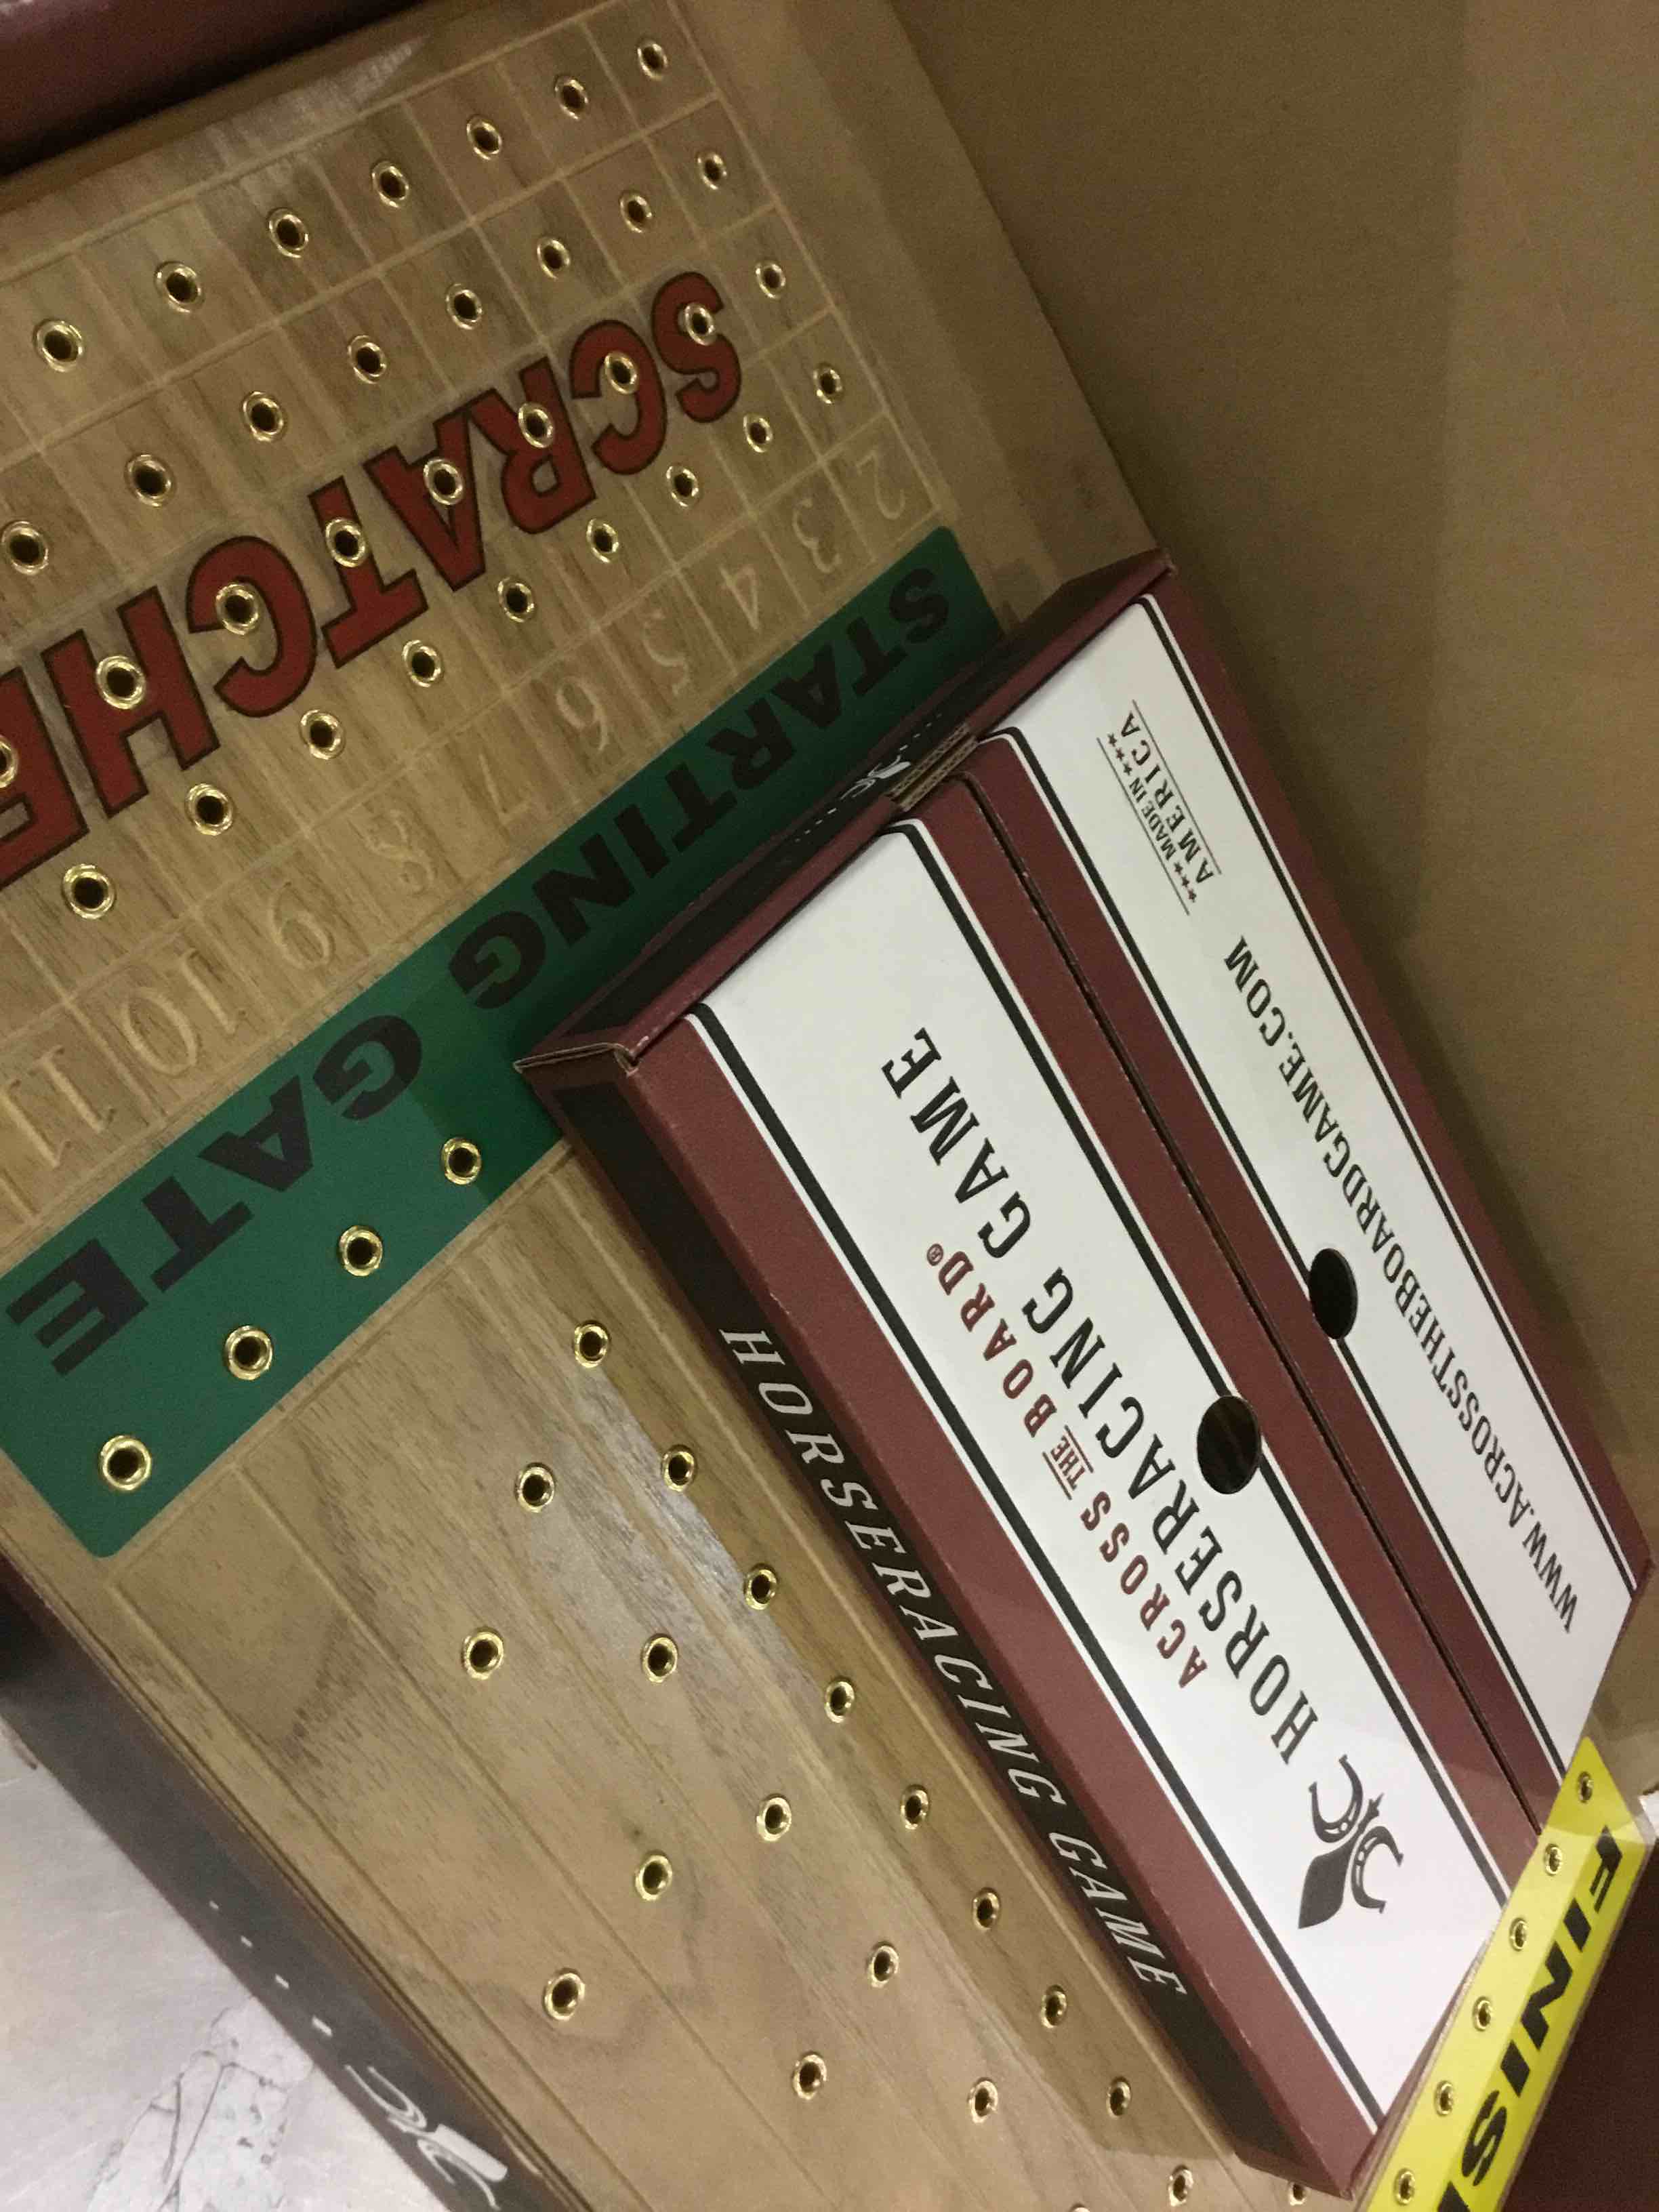 SCRATCHE
2 3 4 5 6 7 8 9 10 11
STARTING GATE
ACROSS THE BOARD®
HORSERACING GAME
WWW.ACROSSTHEBOARDGAME.COM
★★★★ MADE IN ★★★★
AMERICA
HORSERACING GAME
FINIS